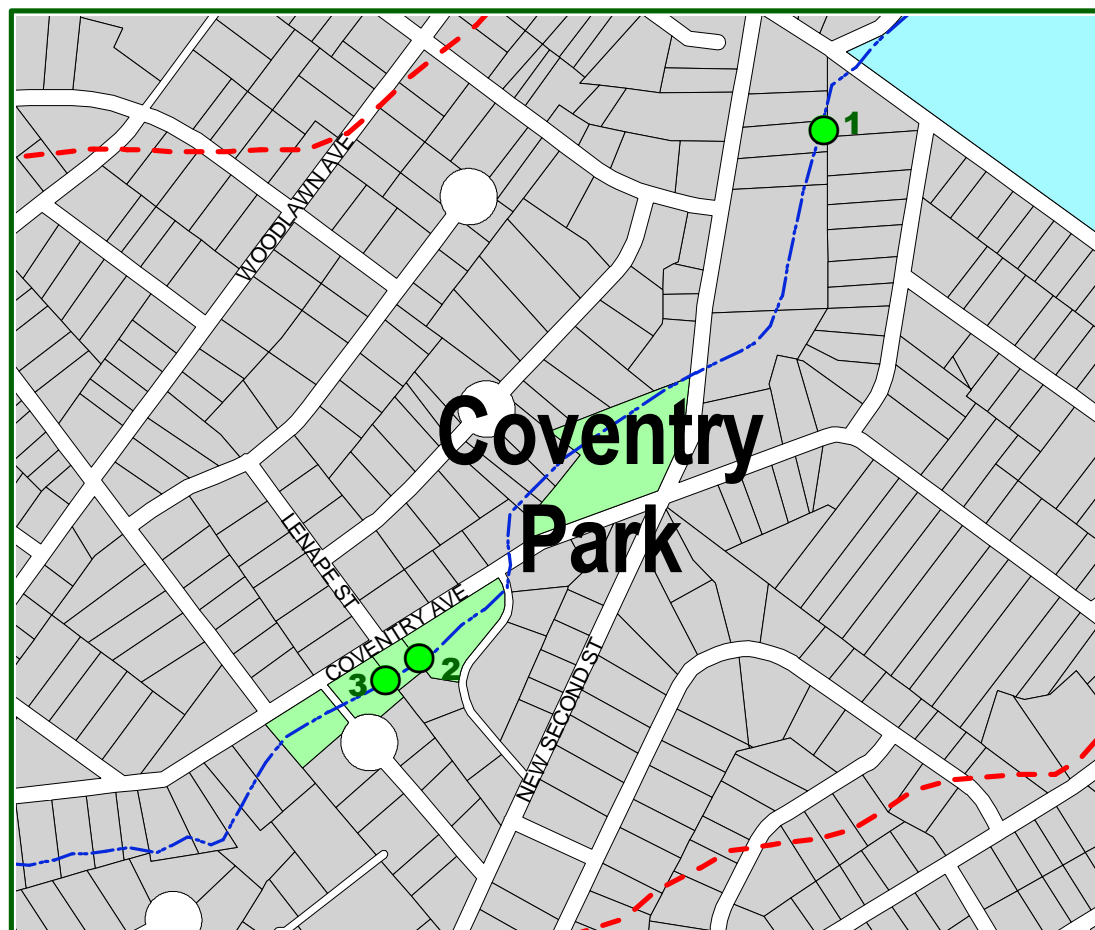 1
WOODLAWN AVE
Coventry
Park
LENAPE ST
COVENTRY AVE
2
3
NEW SECOND ST